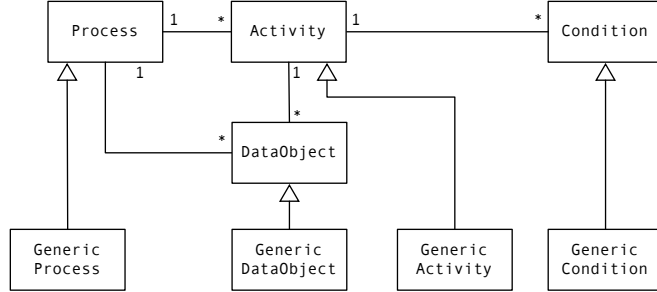 Process
1
*
Activity
1
*
Condition
1
1
*
*
DataObject
Generic
Process
Generic
DataObject
Generic
Activity
Generic
Condition